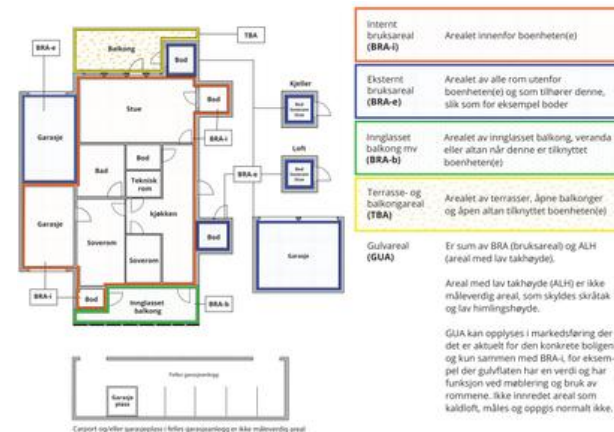 BRA-e
Balkong
TBA
Bod
Kjeller
Stue
Bod
Bod
Garasje
BRA-i
Loft
Bod
Bad
Teknisk
rom
BRA-e
Bod
kjøkken
Garasje
Soverom
Bod
Garasje
Soverom
BRA-i
Bod
Innglasset
balkong
BRA-b
Felles garasjeanlegg
Garasje
plass
Carport og/eller garasjeplass i felles garasjeanlegg er ikke måleverdig areal
Internt
bruksareal
(BRA-i)
Arealet innenfor boenheten(e)
Eksternt
bruksareal
(BRA-e)
Arealet av alle rom utenfor
boenheten(e) og som tilhører denne,
slik som for eksempel boder
Innglasset
balkong mv
(BRA-b)
Arealet av innglasset balkong, veranda
eller altan når denne er tilknyttet
boenheten(e)
Terrasse- og
balkongareal
(TBA)
Arealet av terrasser, åpne balkonger
og åpen altan tilknyttet boenheten(e)
Gulvareal
(GUA)
Er sum av BRA (bruksareal) og ALH
(areal med lav takhøyde).
Areal med lav takhøyde (ALH) er ikke
måleverdig areal, som skyldes skråtak
og lav himlingshøyde.
GUA kan opplyses i markedsføring der
det er aktuelt for den konkrete boligen
og kun sammen med BRA-i, for eksem-
pel der gulvflaten har en verdi og har
funksjon ved møblering og bruk av
rommene. Ikke innredet areal som
kaldloft, måles og oppgis normalt ikke.